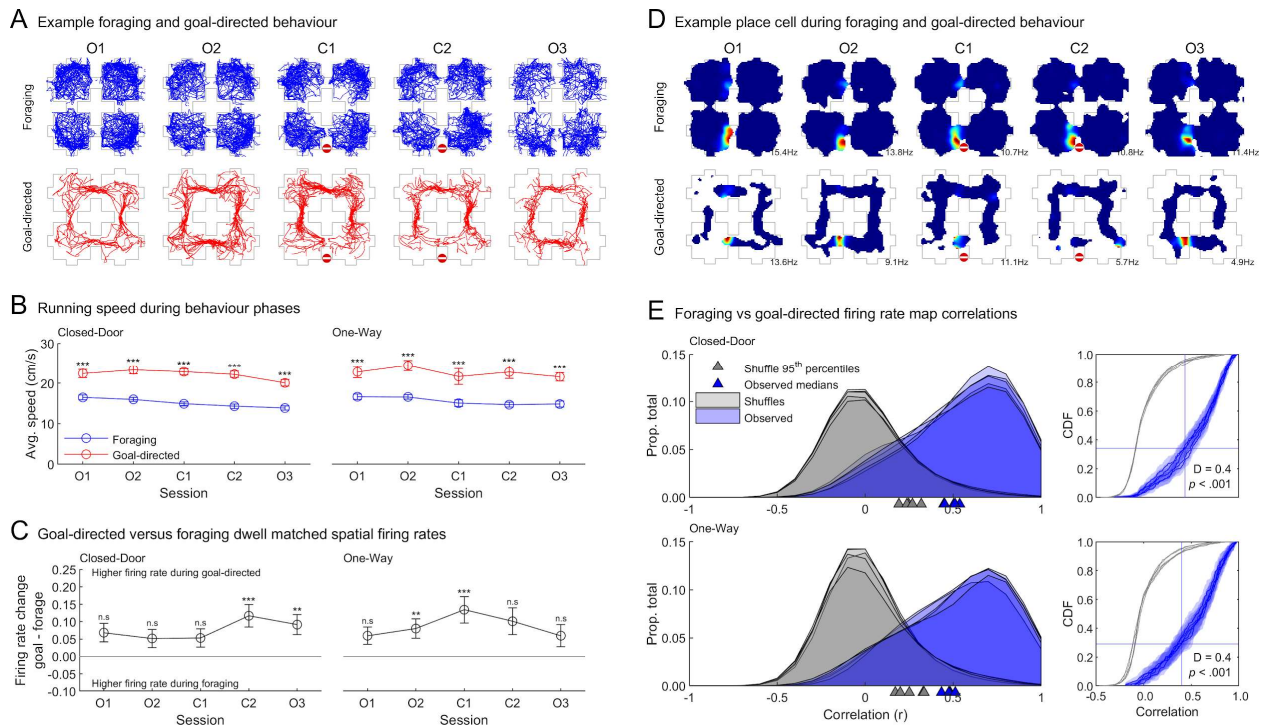 A Example foraging and goal-directed behaviour
O1 O2 C1 C2 O3
Foraging
Goal-directed
B Running speed during behaviour phases
Closed-Door
One-Way
Avg. speed (cm/s)
30
20
10
0
*** *** *** *** ***
*** *** *** *** ***
Foraging
Goal-directed
O1 O2 C1 C2 O3
O1 O2 C1 C2 O3
Session
Session
C Goal-directed versus foraging dwell matched spatial firing rates
Closed-Door
One-Way
Firing rate change
goal - forage
0.25
0.20
0.15
0.10
0.05
0.00
-0.05
-0.10
Higher firing rate during goal-directed
n.s n.s n.s *** **
n.s ** *** n.s n.s
Higher firing rate during foraging
O1 O2 C1 C2 O3
O1 O2 C1 C2 O3
Session
Session
D Example place cell during foraging and goal-directed behaviour
O1 O2 C1 C2 O3
Foraging
15.4Hz 13.8Hz 10.7Hz 10.8Hz 11.4Hz
Goal-directed
13.6Hz 9.1Hz 11.1Hz 5.7Hz 4.9Hz
E Foraging vs goal-directed firing rate map correlations
Closed-Door
Prop. total
0.15
0.10
0.05
0.00
Shuffle 95th percentiles
Observed medians
Shuffles
Observed
-1 -0.5 0 0.5 1
CDF
1.0
0.8
0.6
0.4
0.2
0.0
D = 0.4
p < .001
One-Way
Prop. total
0.15
0.10
0.05
0.00
-1 -0.5 0 0.5 1
Correlation (r)
CDF
1.0
0.8
0.6
0.4
0.2
0.0
D = 0.4
p < .001
-0.5 0.0 0.5 1.0
Correlation